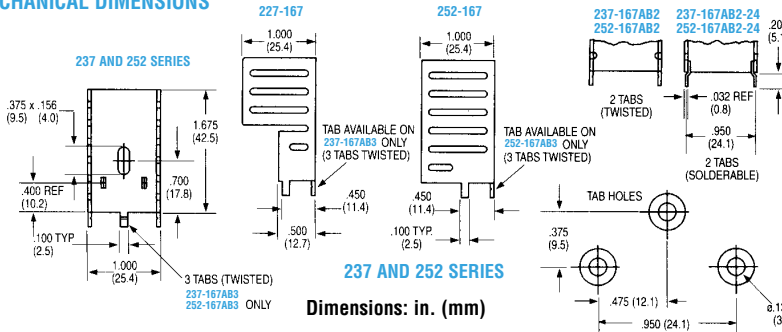 CHANICAL DIMENSIONS
237 AND 252 SERIES
.375 x .156
(9.5) (4.0)
1.675
(42.5)
.400 REF
(10.2)
.700
(17.8)
.100 TYP
(2.5)
1.000
(25.4)
3 TABS (TWISTED)
237-167AB3
252-167AB3 ONLY
227-167
1.000
(25.4)
TAB AVAILABLE ON
237-167AB3 ONLY
(3 TABS TWISTED)
.450
(11.4)
.500
(12.7)
252-167
1.000
(25.4)
TAB AVAILABLE ON
252-167AB3 ONLY
(3 TABS TWISTED)
.450
(11.4)
.100 TYP.
(2.5)
237 AND 252 SERIES
Dimensions: in. (mm)
237-167AB2
252-167AB2
2 TABS
(TWISTED)
237-167AB2-24
252-167AB2-24
.20
(5.
.032 REF
(0.8)
.950
(24.1)
2 TABS
(SOLDERABLE)
TAB HOLES
.375
(9.5)
.475 (12.1)
.950 (24.1)
(3